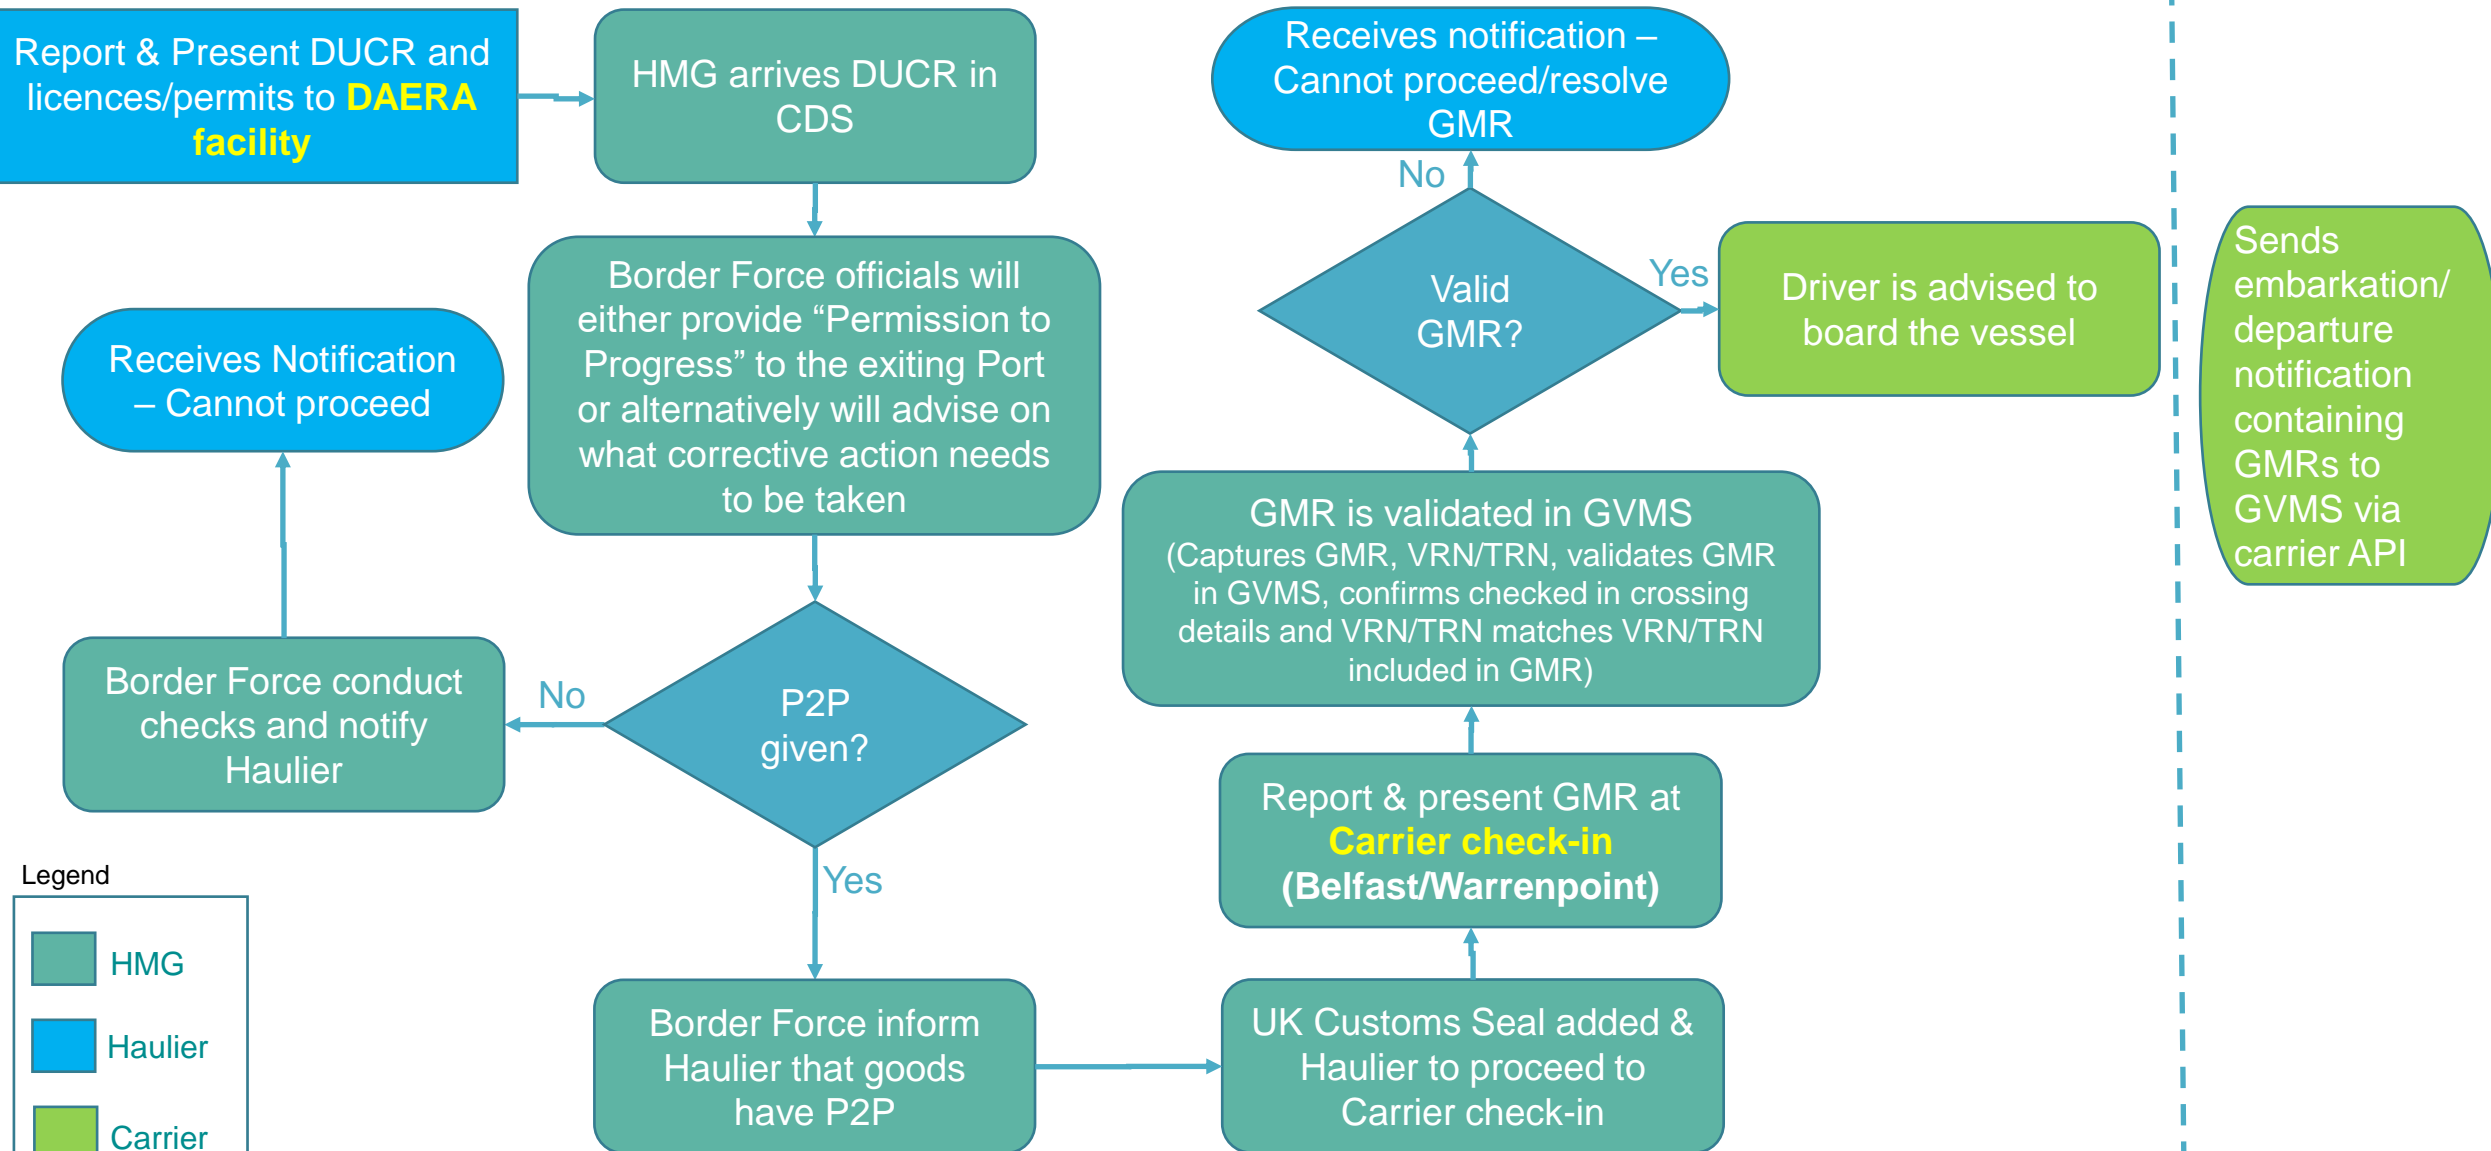 Report & Present DUCR and
licences/permits to DAERA
facility
HMG arrives DUCR in
CDS
Border Force officials will
either provide “Permission to
Progress” to the exiting Port
or alternatively will advise on
what corrective action needs
to be taken
P2P
given?
No
Border Force conduct
checks and notify
Haulier
Receives Notification
– Cannot proceed
Yes
Border Force inform
Haulier that goods
have P2P
UK Customs Seal added &
Haulier to proceed to
Carrier check-in
Report & present GMR at
Carrier check-in
(Belfast/Warrenpoint)
GMR is validated in GVMS
(Captures GMR, VRN/TRN, validates GMR
in GVMS, confirms checked in crossing
details and VRN/TRN matches VRN/TRN
included in GMR)
Valid
GMR?
No
Receives notification –
Cannot proceed/resolve
GMR
Yes
Driver is advised to
board the vessel
Sends
embarkation/
departure
notification
containing
GMRs to
GVMS via
carrier API
Legend
HMG
Haulier
Carrier